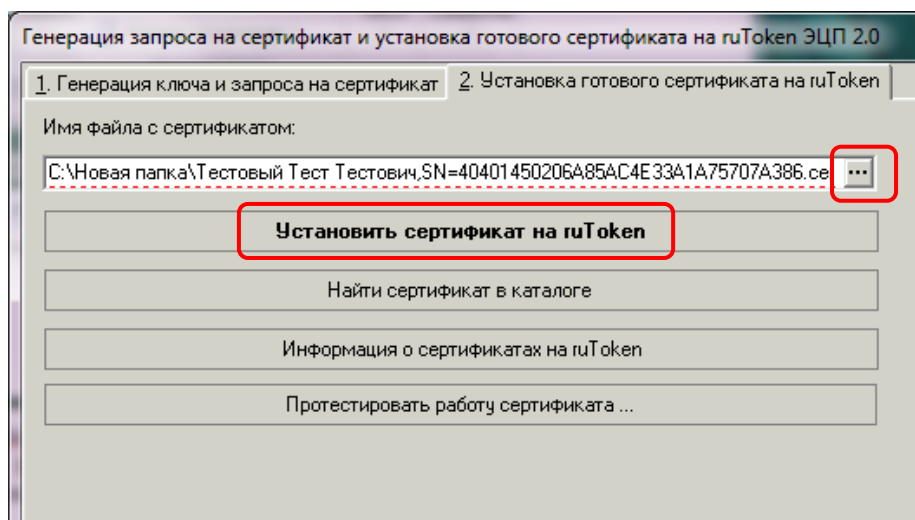 Генерация запроса на сертификат и установка готового сертификата на ruToken ЭЦП 2.0
1. Генерация ключа и запроса на сертификат
2. Установка готового сертификата на ruToken
Имя файла с сертификатом:
C:\Новая папка\Тестовый Тест Тестович,SN=40401450206A85AC4E33A1A75707A386.ce
...
Установить сертификат на ruToken
Найти сертификат в каталоге
Информация о сертификатах на ruToken
Протестировать работу сертификата ...